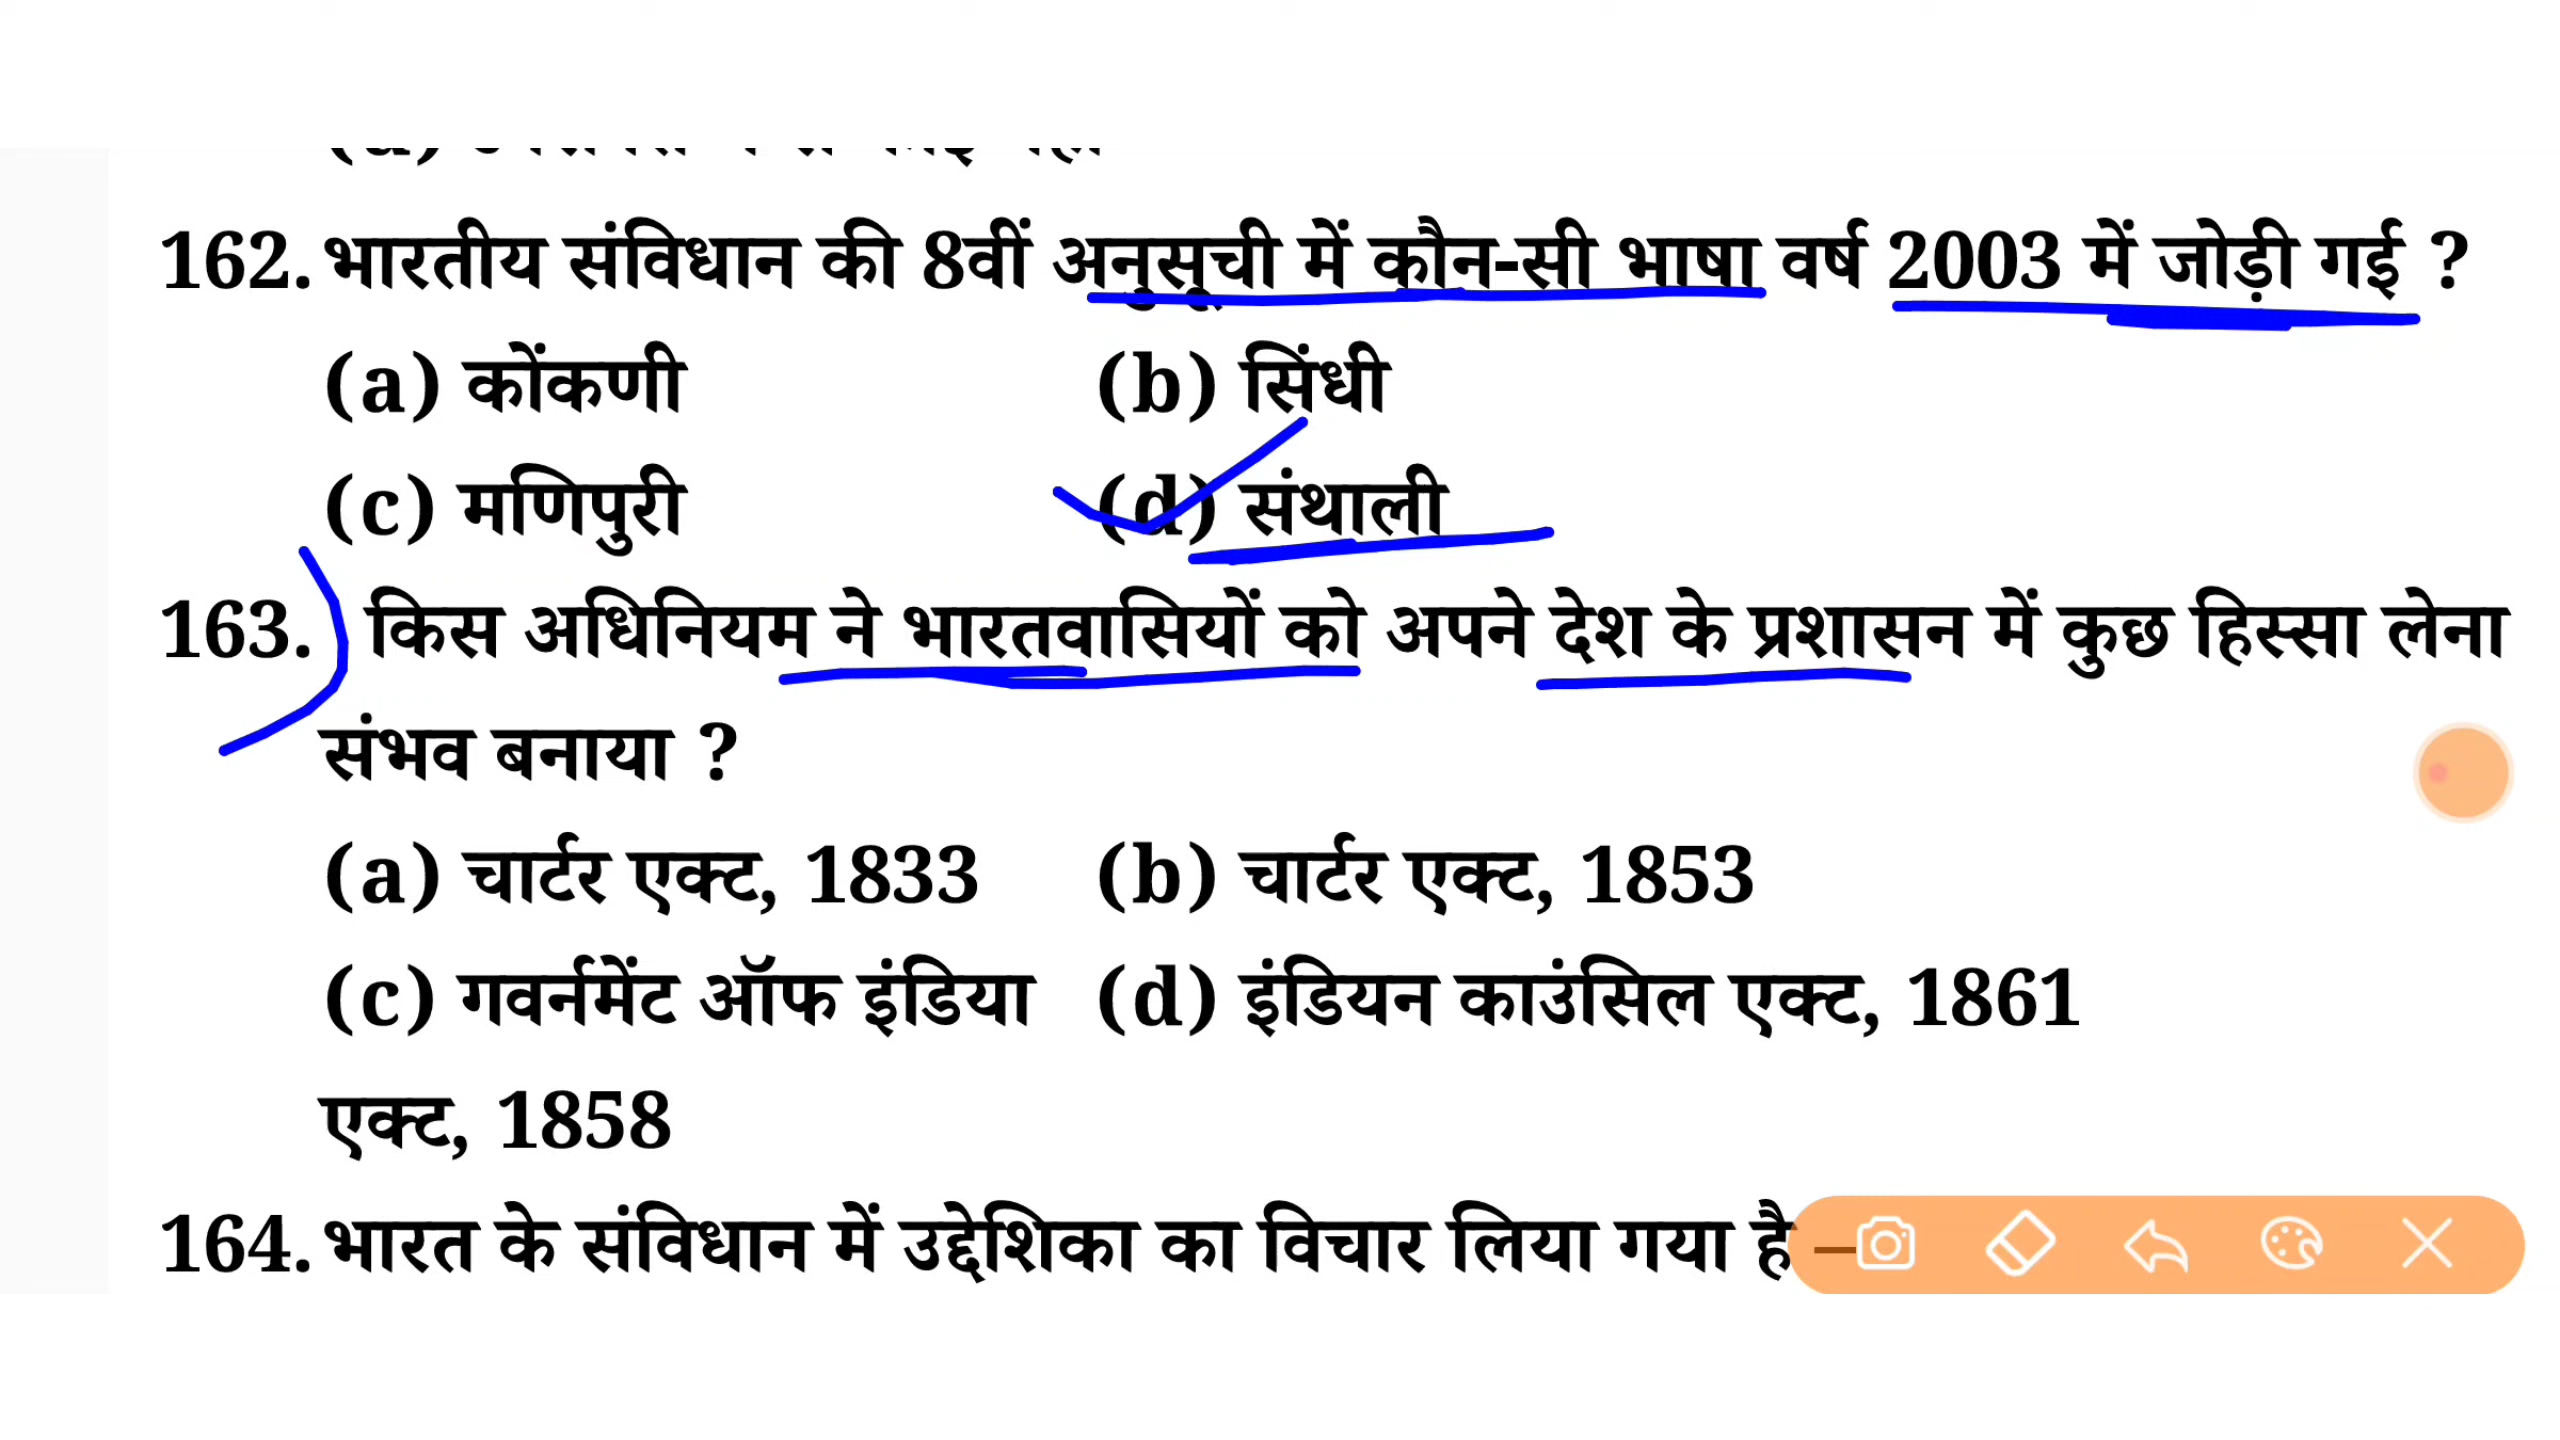 162. भारतीय संविधान की 8वीं अनुसूची में कौन-सी भाषा वर्ष 2003 में जोड़ी गई ?
(a) कोंकणी (b) सिंधी
(c) मणिपुरी (d) संथाली
163. किस अधिनियम ने भारतवासियों को अपने देश के प्रशासन में कुछ हिस्सा लेना
संभव बनाया ?
(a) चार्टर एक्ट, 1833 (b) चार्टर एक्ट, 1853
(c) गवर्नमेंट ऑफ इंडिया (d) इंडियन काउंसिल एक्ट, 1861
एक्ट, 1858
164. भारत के संविधान में उद्देशिका का विचार लिया गया है –